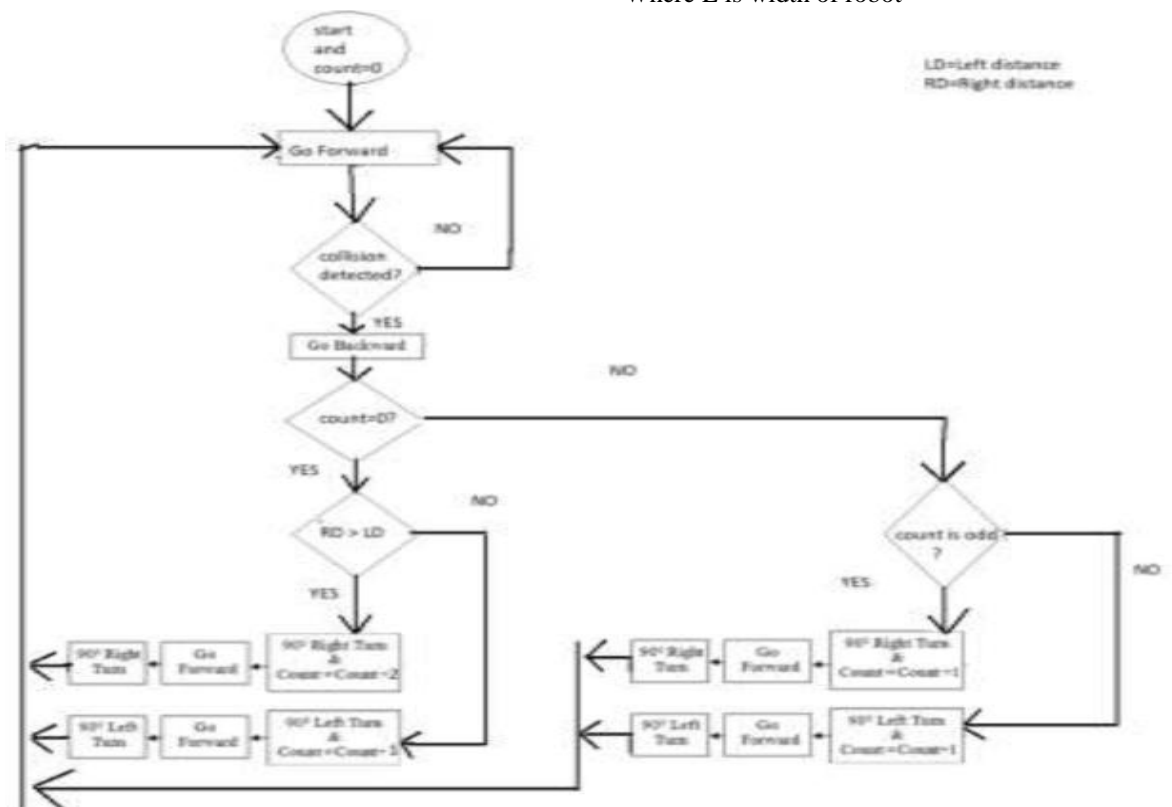 Where L is width of robot
start
and
count=0
LD=Left distance
RD=Right distance
Go Forward
NO
collision
detected?
YES
Go Backward
NO
count=0?
YES
NO
RD > LD
count is odd
?
NO
YES
YES
90° Right
Turn
Go
Forward
90° Right Turn
&
Count=Count+2
90° Right
Turn
Go
Forward
90° Right Turn
&
Count=Count+1
90° Left
Turn
Go
Forward
90° Left Turn
&
Count=Count+1
90° Left
Turn
Go
Forward
90° Left Turn
&
Count=Count+1